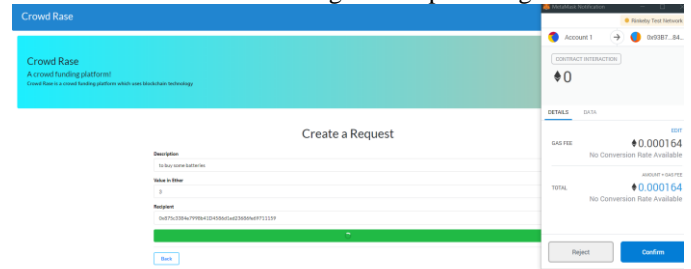 Crowd Rase
Crowd Rase
A crowd funding platform!
Crowd Rase is a crowd funding platform which uses blockchain technology
Create a Request
Description
to buy some batteries
Value in Ether
3
Recipient
Back
MetaMask Notification
Rinkeby Test Network
Account 1
0x93B7...84...
CONTRACT INTERACTION
0
DETAILS
DATA
EDIT
GAS FEE
0.000164
No Conversion Rate Available
AMOUNT + GAS FEE
TOTAL
0.000164
No Conversion Rate Available
Reject
Confirm